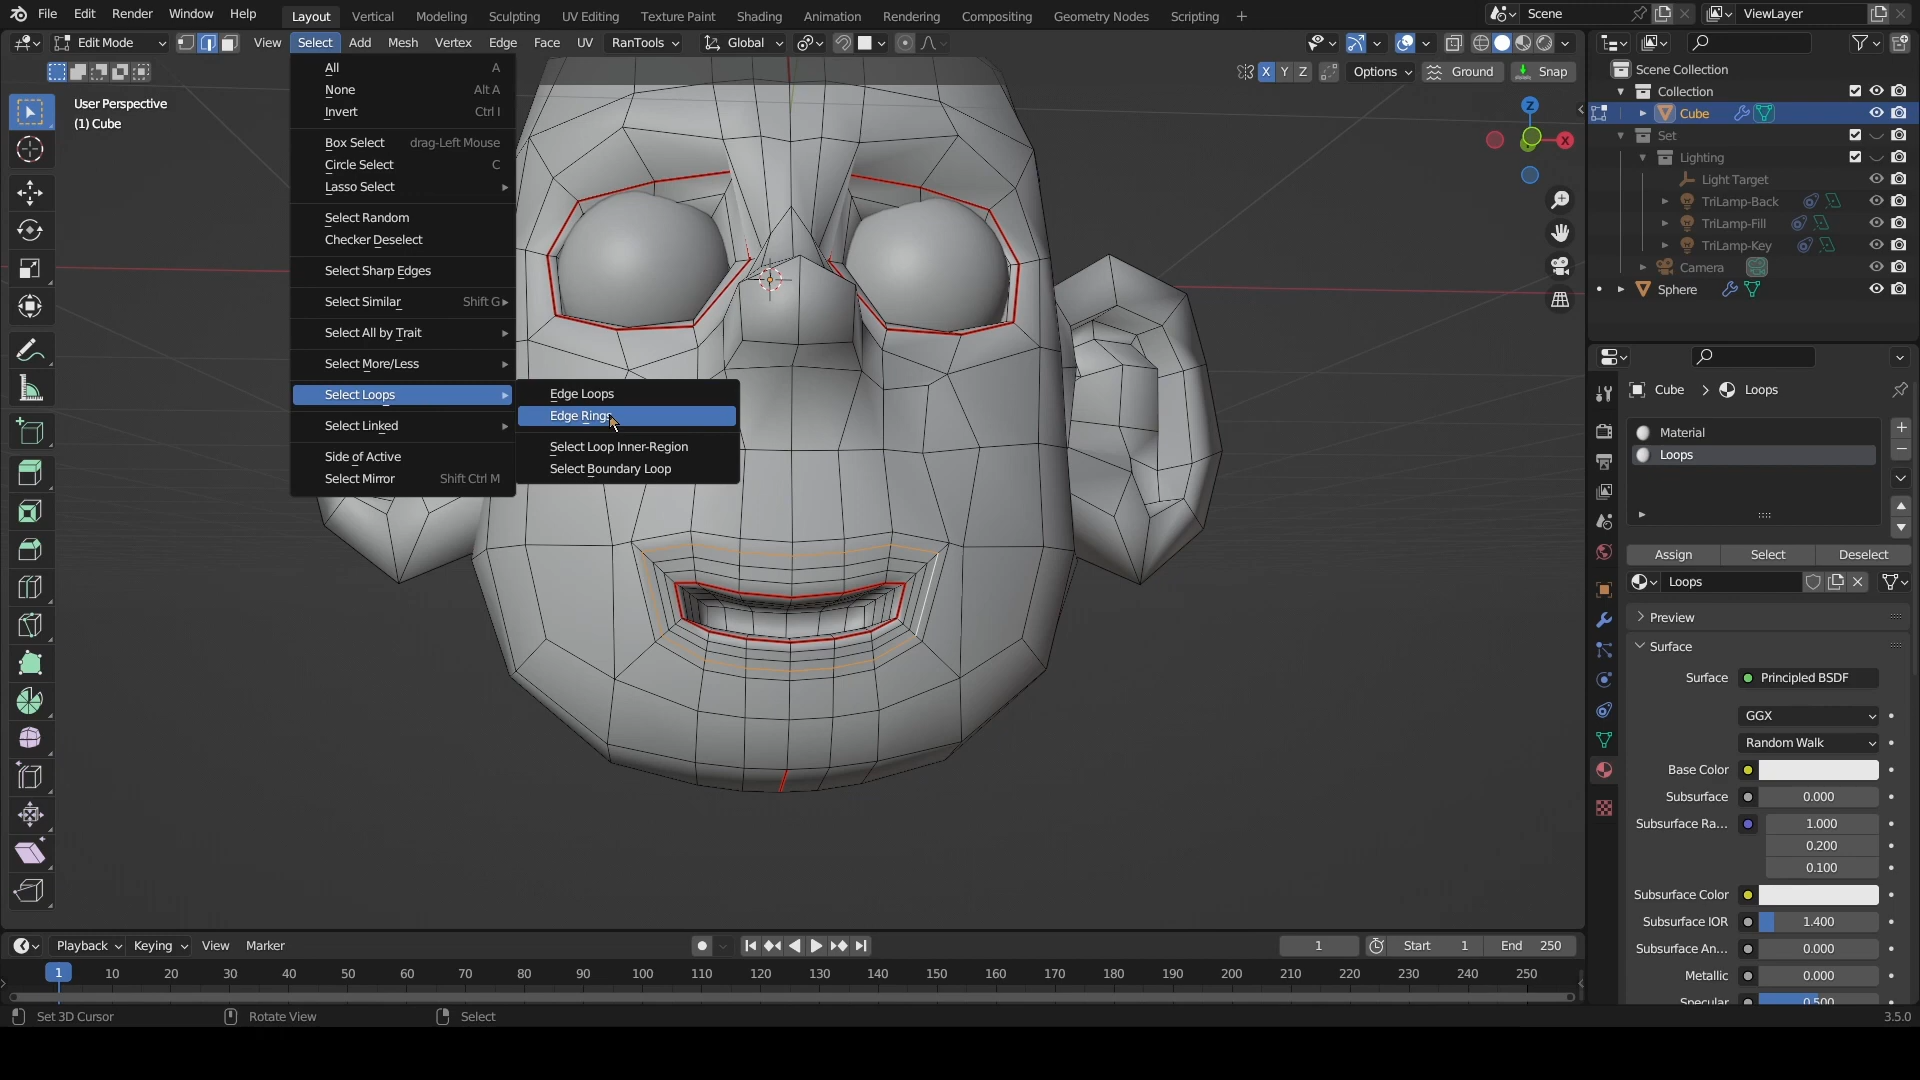 File Edit Render Window Help Layout Vertical Modeling Sculpting UV Editing Texture Paint Shading Animation Rendering Compositing Geometry Nodes Scripting + Scene ViewLayer
Edit Mode View Select Add Mesh Vertex Edge Face UV RanTools Global
X Y Z Options Ground Snap
User Perspective
(1) Cube
All A
None Alt A
Invert Ctrl I
Box Select drag-Left Mouse
Circle Select C
Lasso Select
Select Random
Checker Deselect
Select Sharp Edges
Select Similar Shift G
Select All by Trait
Select More/Less
Select Loops
Select Linked
Side of Active
Select Mirror Shift Ctrl M
Edge Loops
Edge Rings
Select Loop Inner-Region
Select Boundary Loop
Z
X
Scene Collection
Collection
Cube
Set
Lighting
Light Target
TriLamp-Back
TriLamp-Fill
TriLamp-Key
Camera
Sphere
Cube Loops
Material
Loops
Assign Select Deselect
Loops
Preview
Surface
Surface Principled BSDF
GGX
Random Walk
Base Color
Subsurface 0.000
Subsurface Ra... 1.000
0.200
0.100
Subsurface Color
Subsurface IOR 1.400
Subsurface An... 0.000
Metallic 0.000
Specular 0.500
Playback Keying View Marker 1 Start 1 End 250
1 10 20 30 40 50 60 70 80 90 100 110 120 130 140 150 160 170 180 190 200 210 220 230 240 250
Set 3D Cursor Rotate View Select 3.5.0